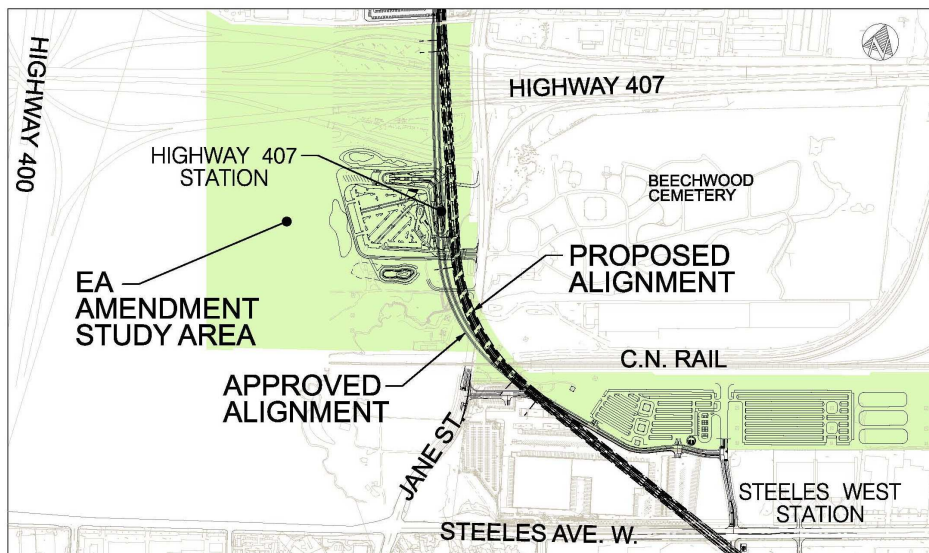 HIGHWAY 400
HIGHWAY 407
HIGHWAY 407
STATION
BEECHWOOD
CEMETERY
EA
AMENDMENT
STUDY AREA
PROPOSED
ALIGNMENT
APPROVED
ALIGNMENT
C.N. RAIL
JANE ST.
STEELES WEST
STATION
STEELES AVE. W.